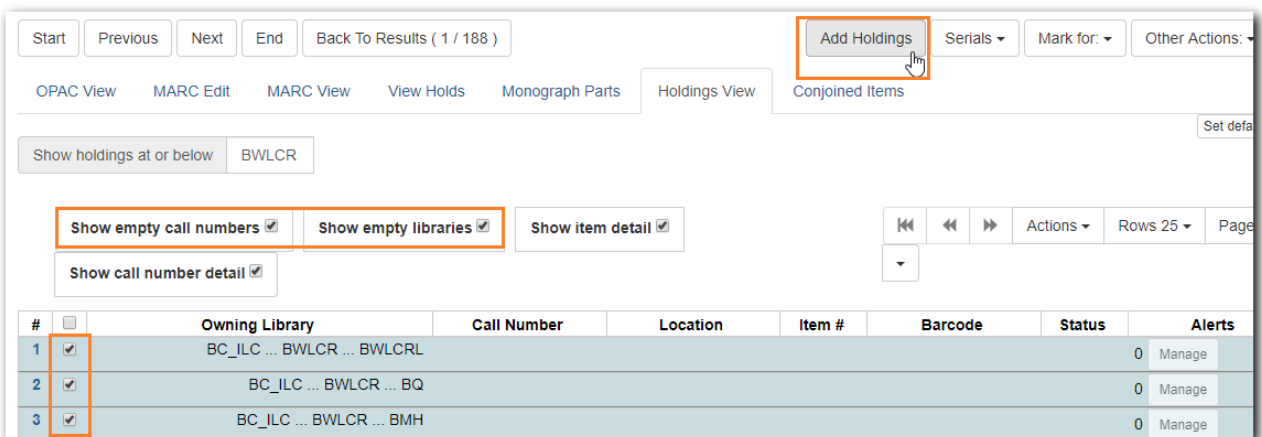 Start Previous Next End Back To Results ( 1 / 188 ) Add Holdings Serials Mark for: Other Actions:
OPAC View MARC Edit MARC View View Holds Monograph Parts Holdings View Conjoined Items
Set defa
Show holdings at or below BWLCR
Show empty call numbers Show empty libraries Show item detail Actions Rows 25 Page
Show call number detail
# Owning Library Call Number Location Item # Barcode Status Alerts
1 BC_ILC ... BWLCR ... BWLCRL 0 Manage
2 BC_ILC ... BWLCR ... BQ 0 Manage
3 BC_ILC ... BWLCR ... BMH 0 Manage